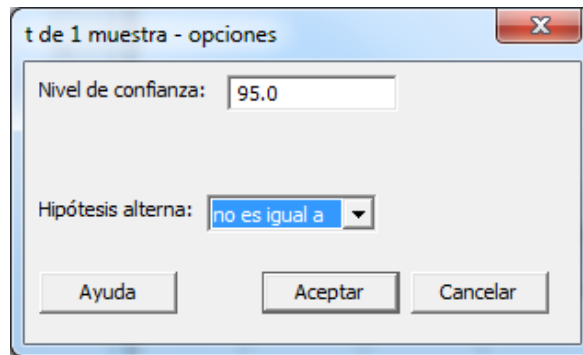 t de 1 muestra - opciones
Nivel de confianza: 95.0
Hipótesis alterna: no es igual a
Ayuda Aceptar Cancelar